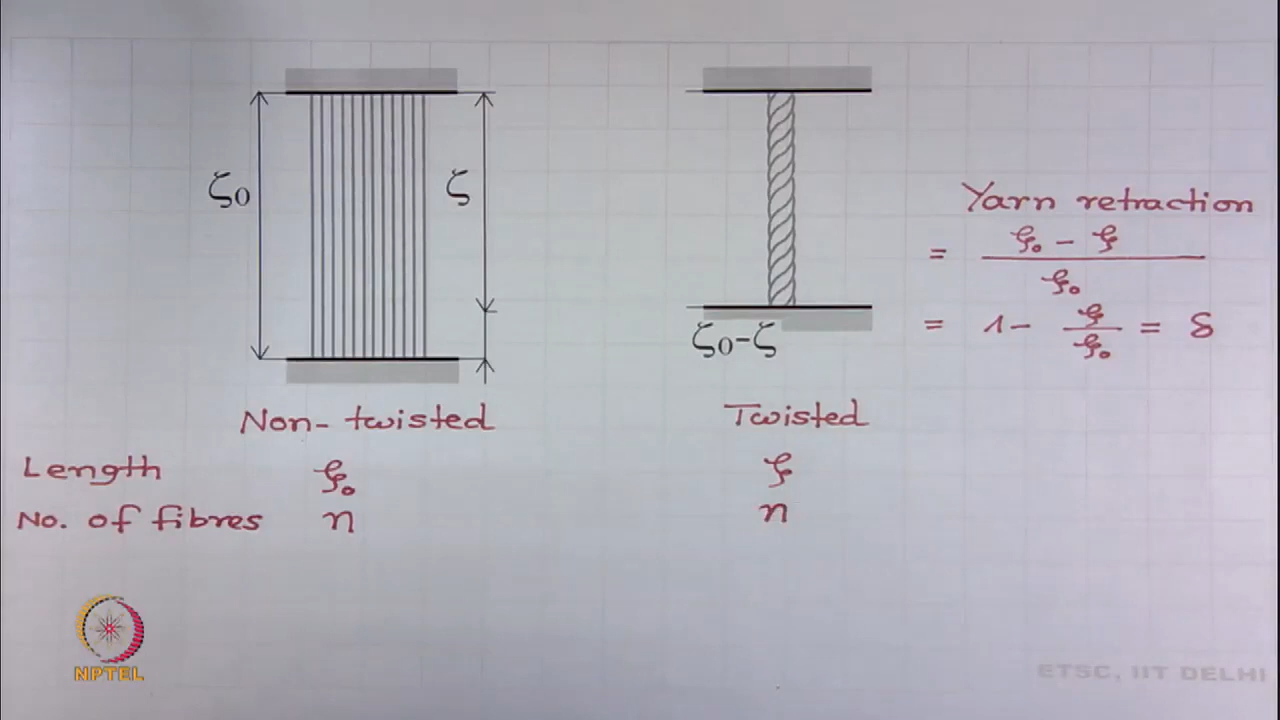 ζ0
ζ
ζ0-ζ
Yarn retraction
= ζ₀ - ζ / ζ₀
= 1 - ζ / ζ₀ = δ
Non-twisted
Twisted
Length ζ₀ ζ
No. of fibres n n
NPTEL
ETSC, IIT DELHI